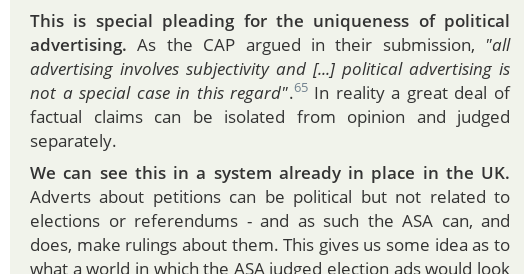 This is special pleading for the uniqueness of political
advertising. As the CAP argued in their submission, "all
advertising involves subjectivity and [...] political advertising is
not a special case in this regard".65 In reality a great deal of
factual claims can be isolated from opinion and judged
separately.
We can see this in a system already in place in the UK.
Adverts about petitions can be political but not related to
elections or referendums - and as such the ASA can, and
does, make rulings about them. This gives us some idea as to
what a world in which the ASA judged election ads would look